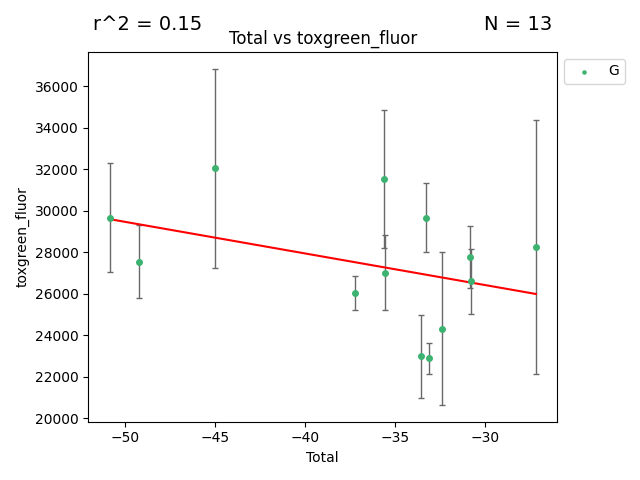 r^2 = 0.15
N = 13
Total vs toxgreen_fluor
G
toxgreen_fluor
36000
34000
32000
30000
28000
26000
24000
22000
20000
−50
−45
−40
−35
−30
Total